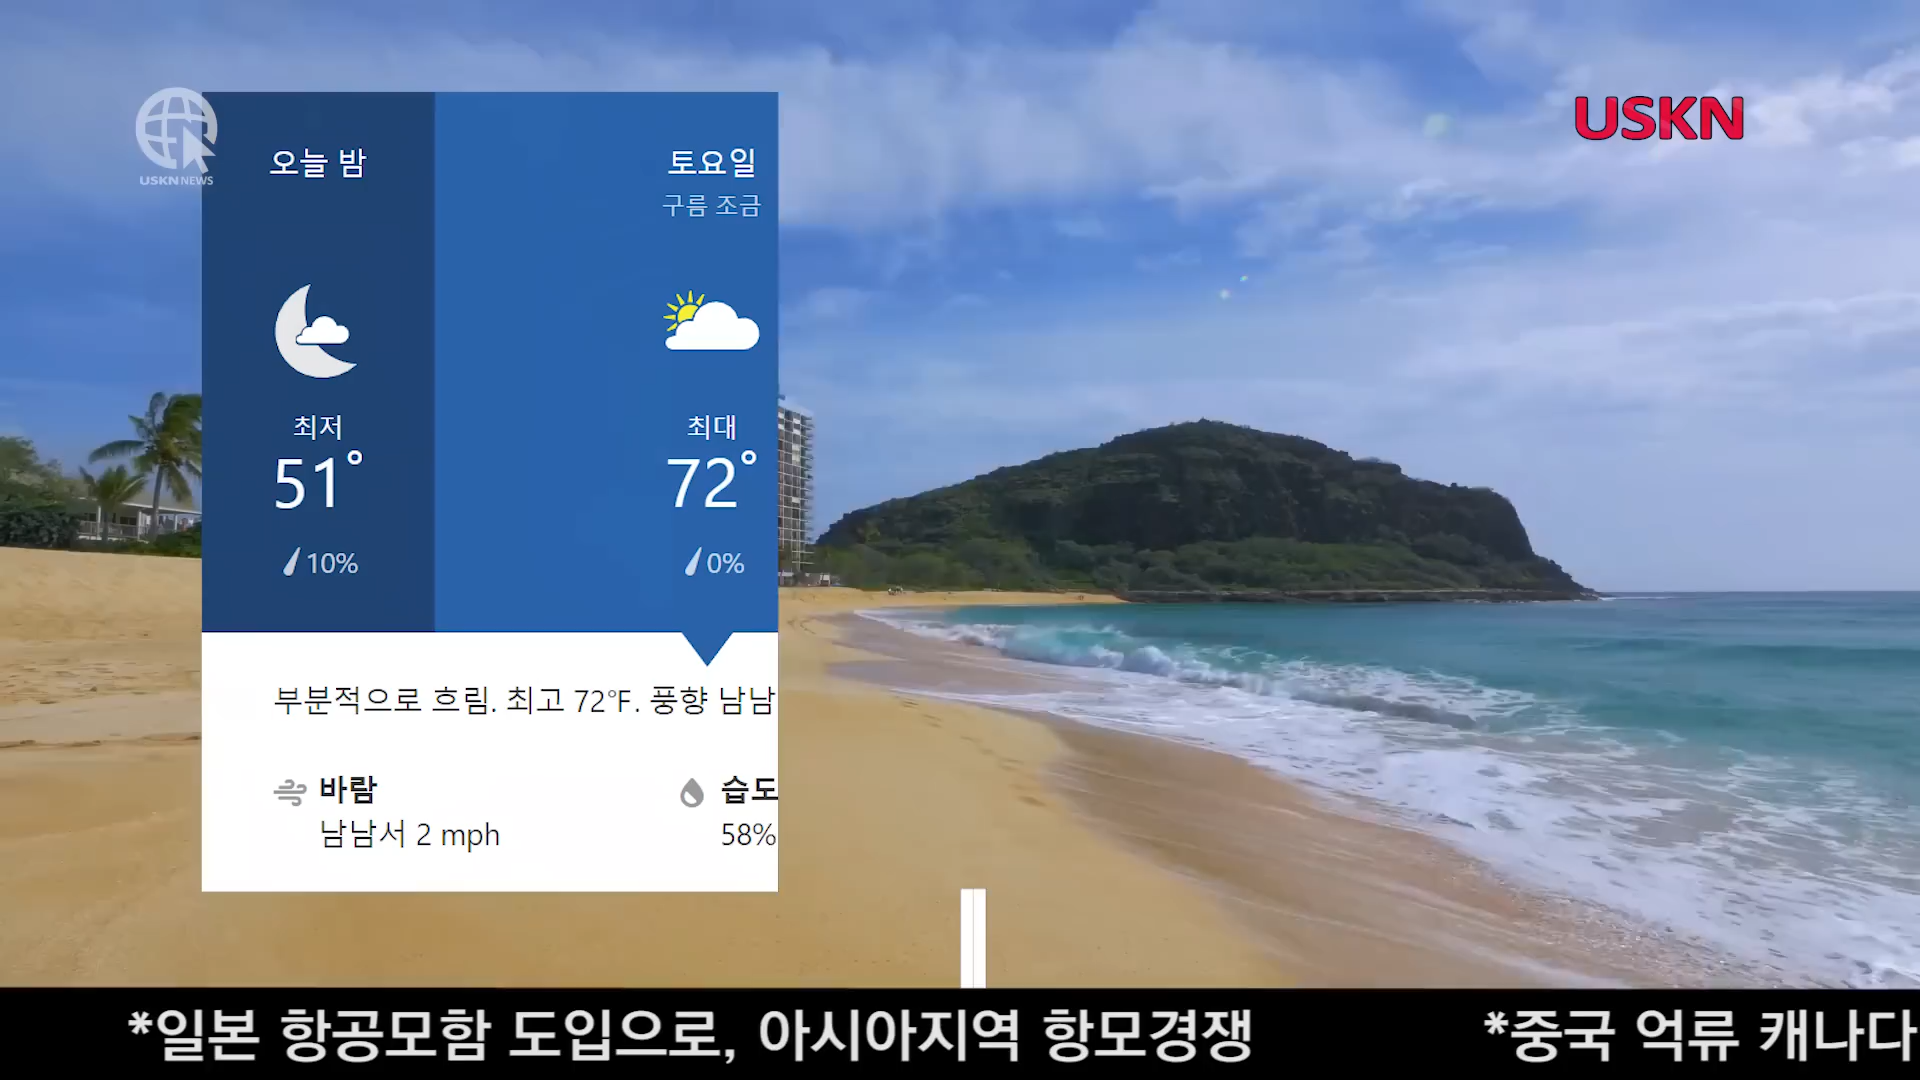 USKN NEWS
USKN
오늘 밤
토요일
구름 조금
최저
최대
51°
72°
10%
0%
부분적으로 흐림. 최고 72°F. 풍향 남남
바람
습도
남남서 2 mph
58%
*일본 항공모함 도입으로, 아시아지역 항모경쟁
*중국 억류 캐나다